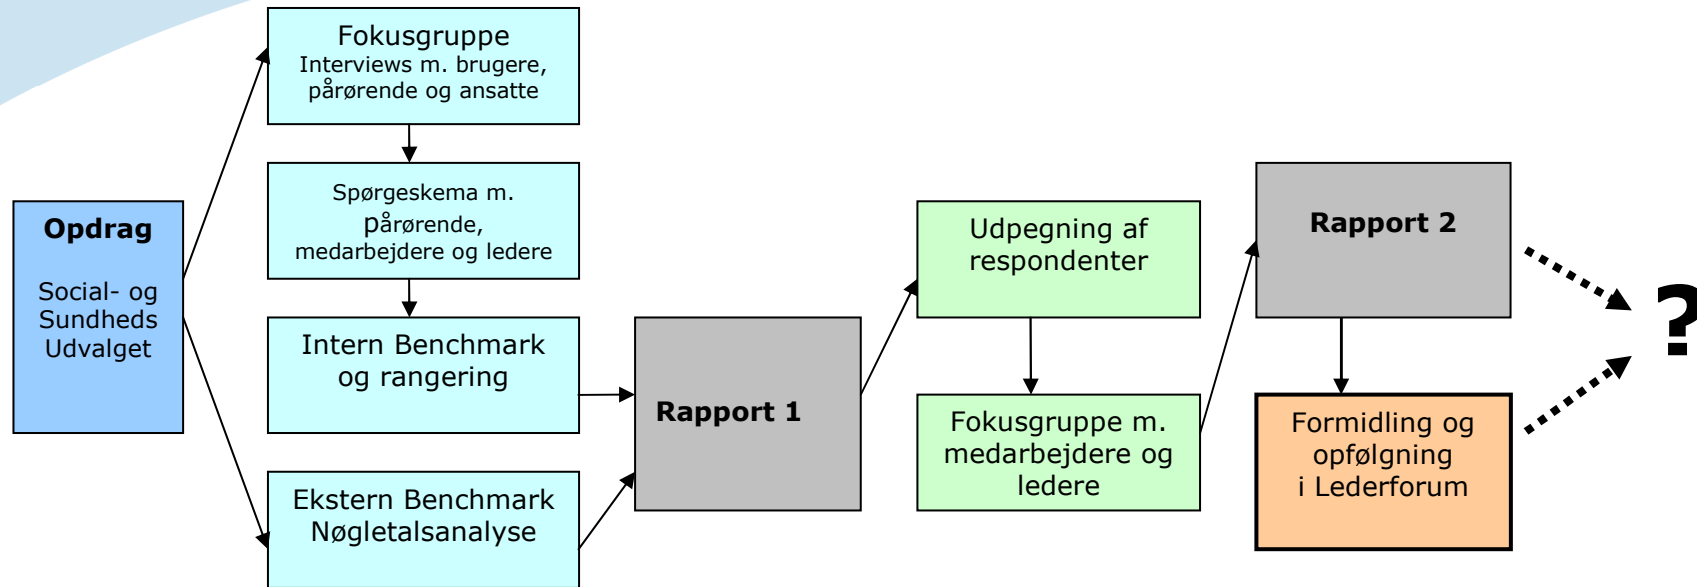 Opdrag
Social- og
Sundheds
Udvalget
Fokusgruppe
Interviews m. brugere,
pårørende og ansatte
Spørgeskema m.
pårørende,
medarbejdere og ledere
Intern Benchmark
og rangering
Ekstern Benchmark
Nøgletalsanalyse
Rapport 1
Udpegning af
respondenter
Fokusgruppe m.
medarbejdere og
ledere
Rapport 2
Formidling og
opfølgning
i Lederforum
?